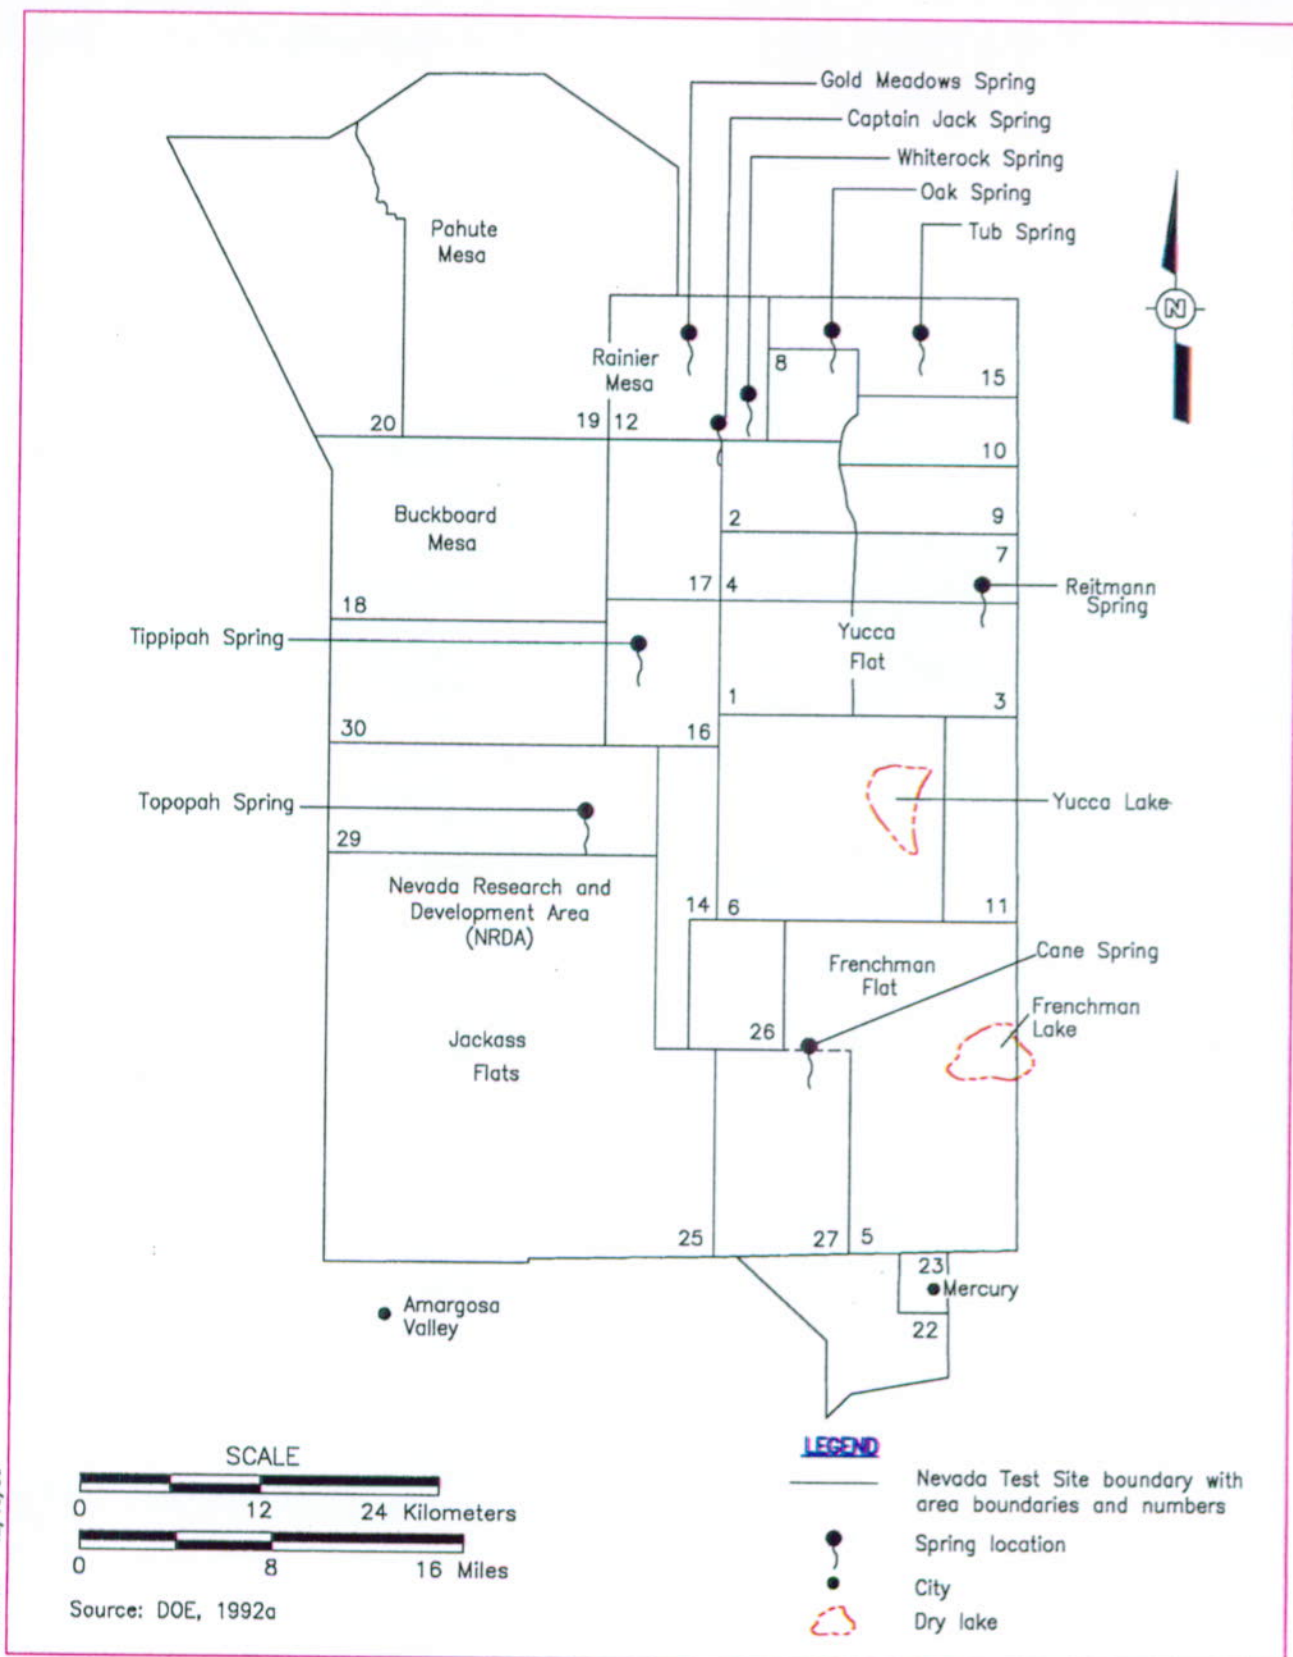 Gold Meadows Spring
Captain Jack Spring
Whiterock Spring
Oak Spring
Tub Spring
Pahute
Mesa
N
Rainier
Mesa
8
15
20
19
12
10
Buckboard
Mesa
2
9
7
17
4
Reitmann
Spring
18
Tippipah Spring
Yucca
Flat
1
3
30
16
Topopah Spring
Yucca Lake
29
Nevada Research and
Development Area
(NRDA)
14
6
11
Cane Spring
Frenchman
Flat
Frenchman
Lake
26
Jackass
Flats
25
27
5
23
Mercury
Amargosa
Valley
22
SCALE
0 12 24 Kilometers
0 8 16 Miles
Source: DOE, 1992a
LEGEND
Nevada Test Site boundary with
area boundaries and numbers
Spring location
City
Dry lake